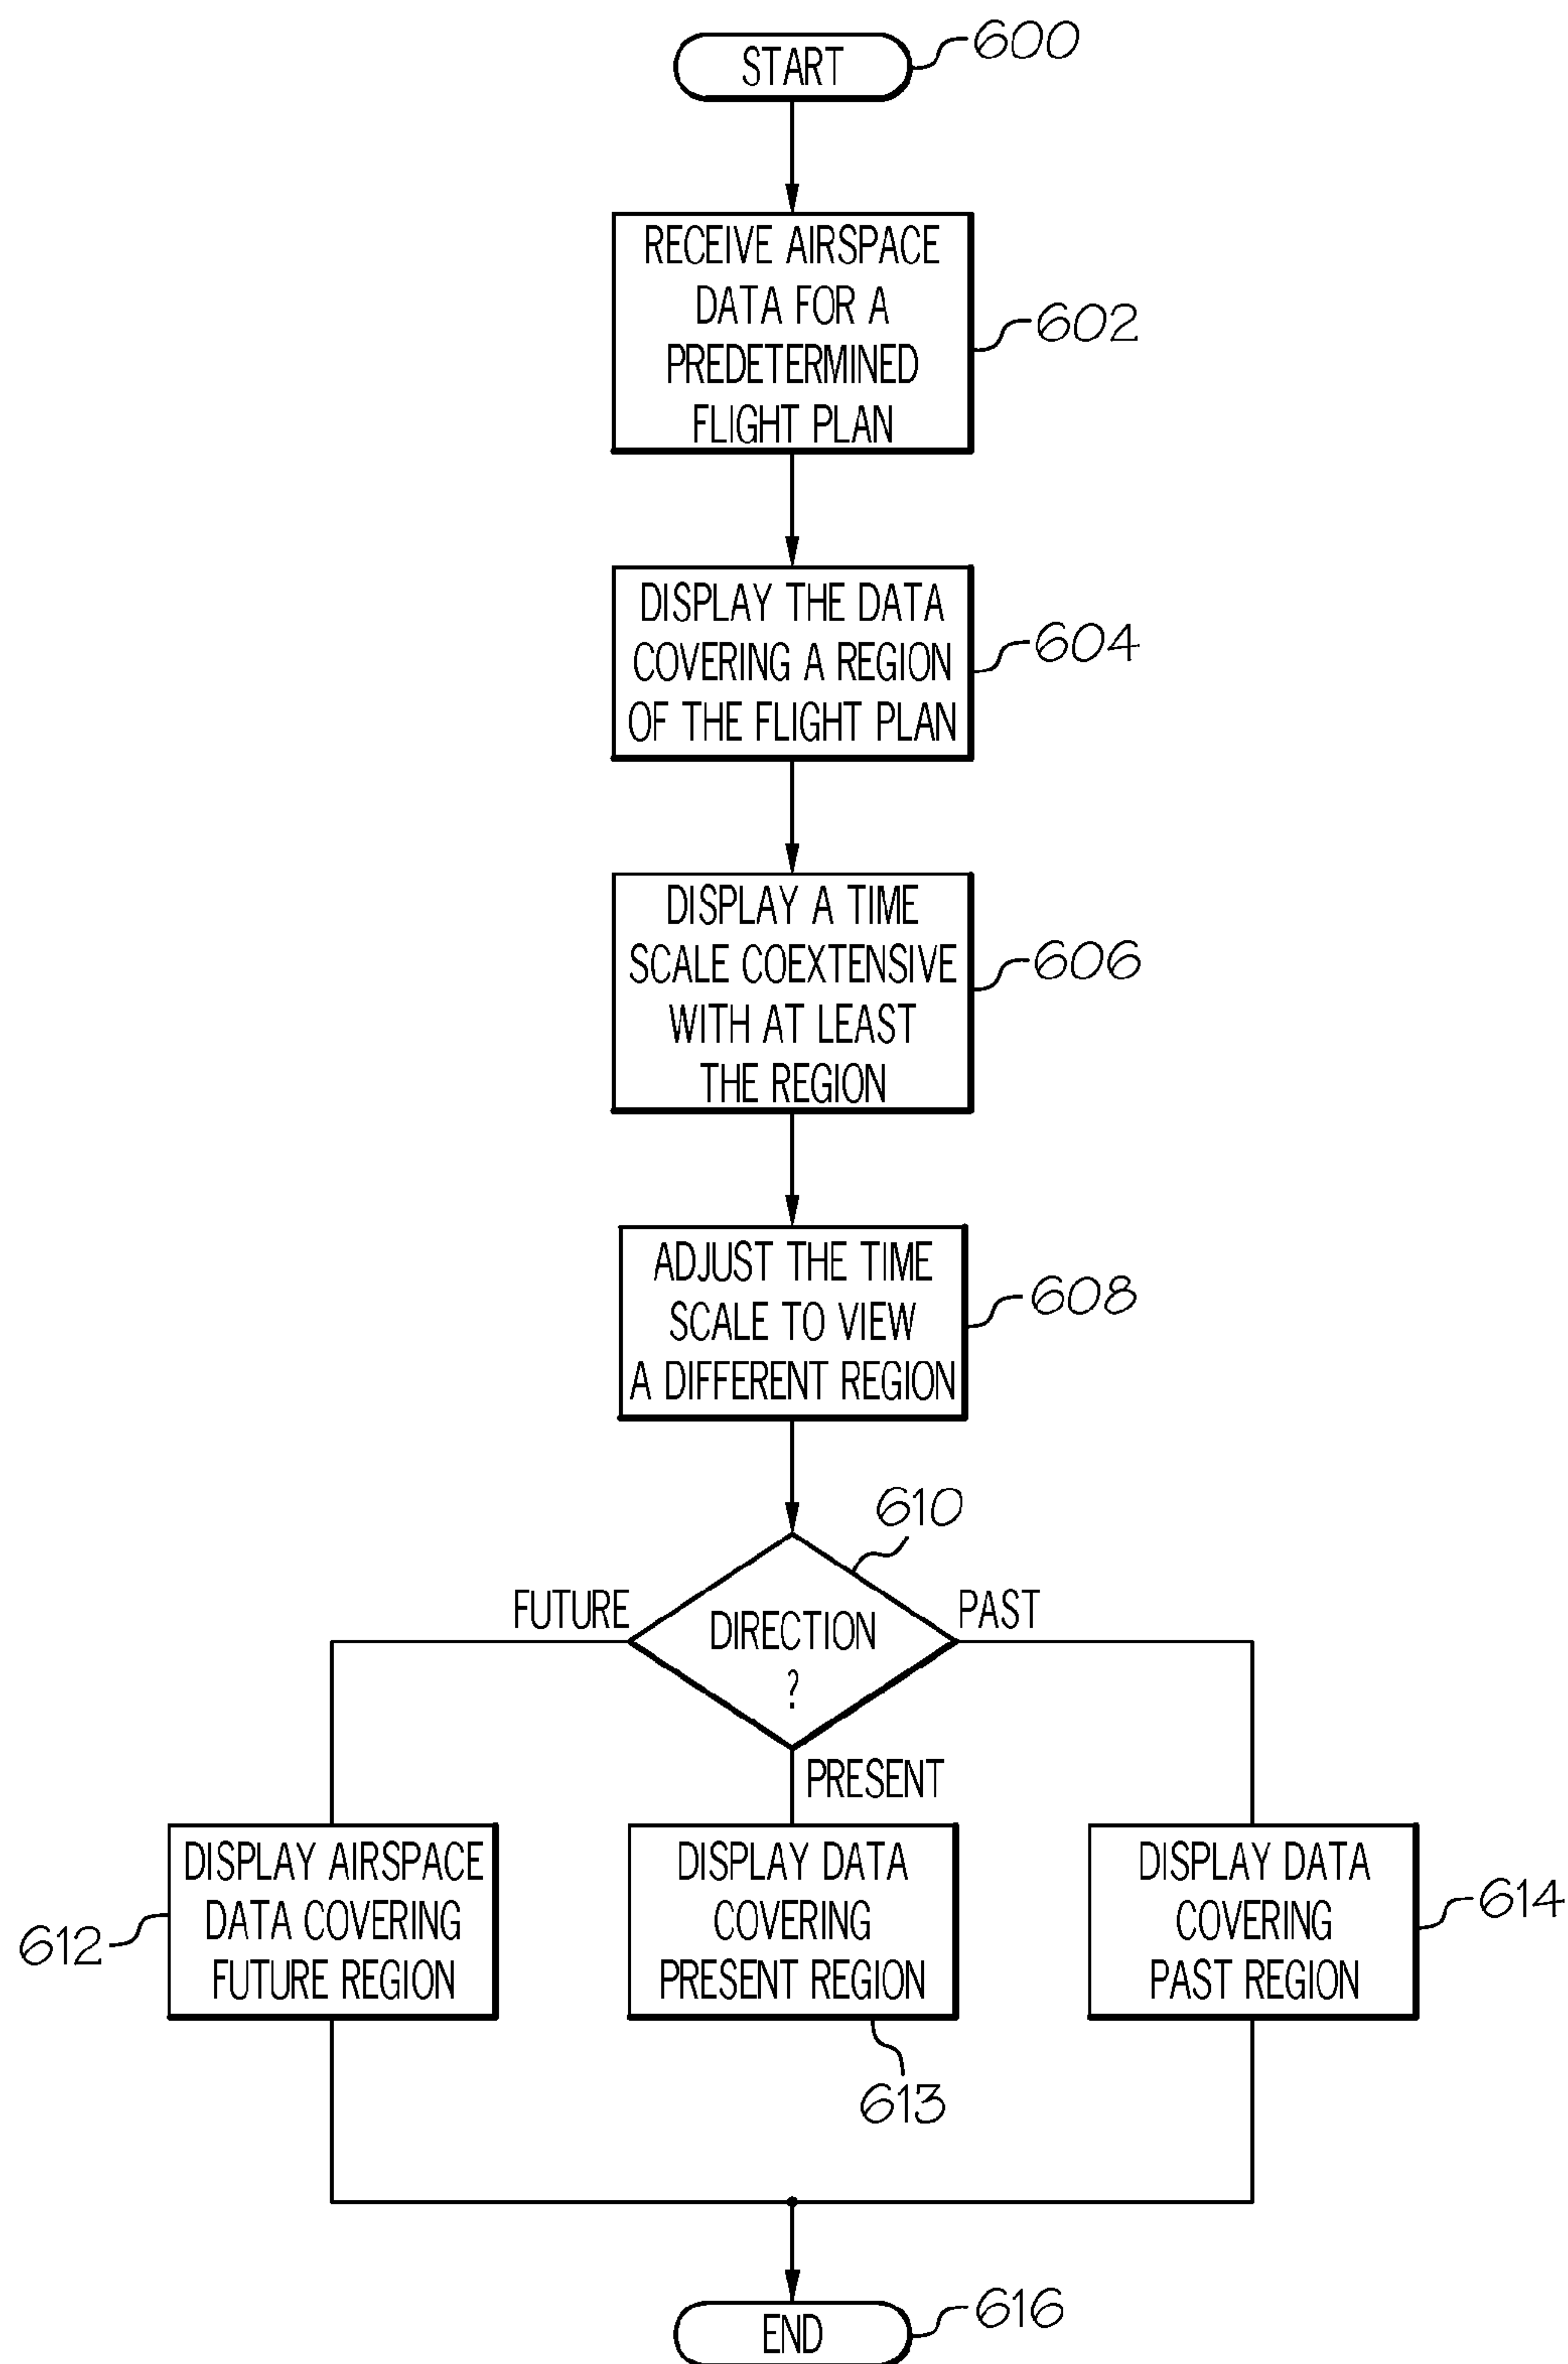 START
600
RECEIVE AIRSPACE
DATA FOR A
PREDETERMINED
FLIGHT PLAN
602
DISPLAY THE DATA
COVERING A REGION
OF THE FLIGHT PLAN
604
DISPLAY A TIME
SCALE COEXTENSIVE
WITH AT LEAST
THE REGION
606
ADJUST THE TIME
SCALE TO VIEW
A DIFFERENT REGION
608
610
FUTURE
DIRECTION
?
PAST
PRESENT
DISPLAY AIRSPACE
DATA COVERING
FUTURE REGION
612
DISPLAY DATA
COVERING
PRESENT REGION
613
DISPLAY DATA
COVERING
PAST REGION
614
END
616